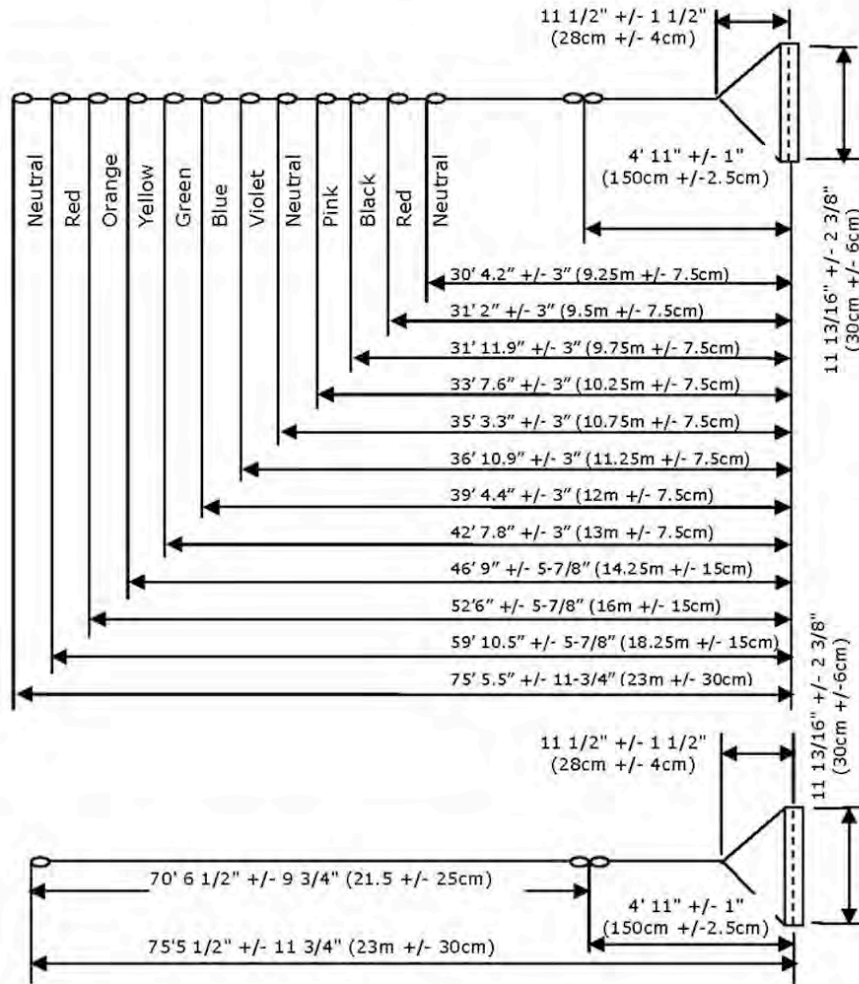 11 1/2" +/- 1 1/2"
(28cm +/- 4cm)
Neutral
Red
Orange
Yellow
Green
Blue
Violet
Neutral
Pink
Black
Red
Neutral
4' 11" +/- 1"
(150cm +/-2.5cm)
11 13/16" +/- 2 3/8"
(30cm +/- 6cm)
30' 4.2" +/- 3" (9.25m +/- 7.5cm)
31' 2" +/- 3" (9.5m +/- 7.5cm)
31' 11.9" +/- 3" (9.75m +/- 7.5cm)
33' 7.6" +/- 3" (10.25m +/- 7.5cm)
35' 3.3" +/- 3" (10.75m +/- 7.5cm)
36' 10.9" +/- 3" (11.25m +/- 7.5cm)
39' 4.4" +/- 3" (12m +/- 7.5cm)
42' 7.8" +/- 3" (13m +/- 7.5cm)
46' 9" +/- 5-7/8" (14.25m +/- 15cm)
52'6" +/- 5-7/8" (16m +/- 15cm)
59' 10.5" +/- 5-7/8" (18.25m +/- 15cm)
75' 5.5" +/- 11-3/4" (23m +/- 30cm)
11 1/2" +/- 1 1/2"
(28cm +/- 4cm)
11 13/16" +/- 2 3/8"
(30cm +/-6cm)
70' 6 1/2" +/- 9 3/4" (21.5 +/- 25cm)
4' 11" +/- 1"
(150cm +/-2.5cm)
75'5 1/2" +/- 11 3/4" (23m +/- 30cm)